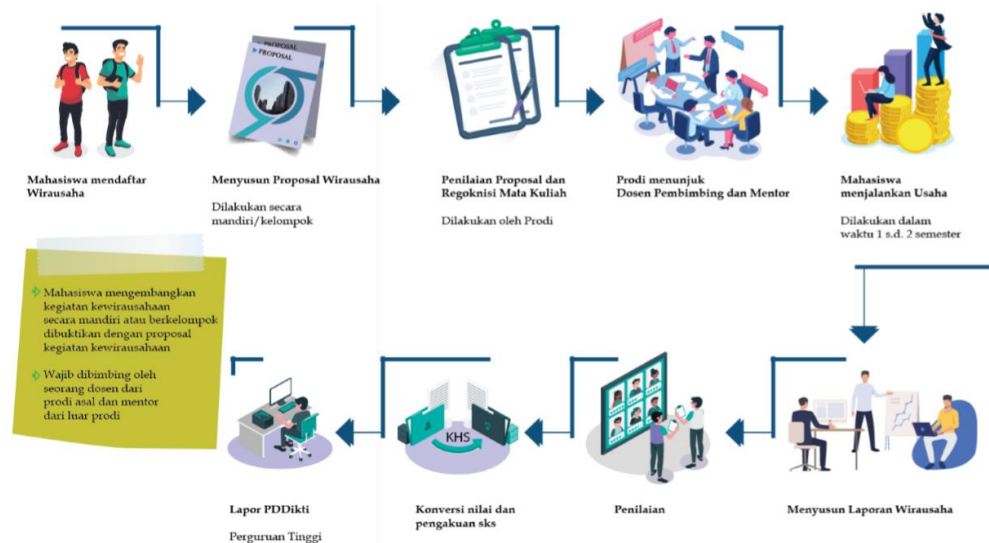 PROPOSAL
PROPOSAL
Mahasiswa mendaftar
Wirausaha
Menyusun Proposal Wirausaha
Dilakukan secara
mandiri/kelompok
Penilaian Proposal dan
Regoknisi Mata Kuliah
Dilakukan oleh Prodi
Prodi menunjuk
Dosen Pembimbing dan Mentor
Mahasiswa
menjalankan Usaha
Dilakukan dalam
waktu 1 s.d. 2 semester
Mahasiswa mengembangkan
kegiatan kewirausahaan
secara mandiri atau berkelompok
dibuktikan dengan proposal
kegiatan kewirausahaan
Wajib dibimbing oleh
seorang dosen dari
prodi asal dan mentor
dari luar prodi
KHS
Lapor PDDikti
Perguruan Tinggi
Konversi nilai dan
pengakuan sks
Penilaian
Menyusun Laporan Wirausaha